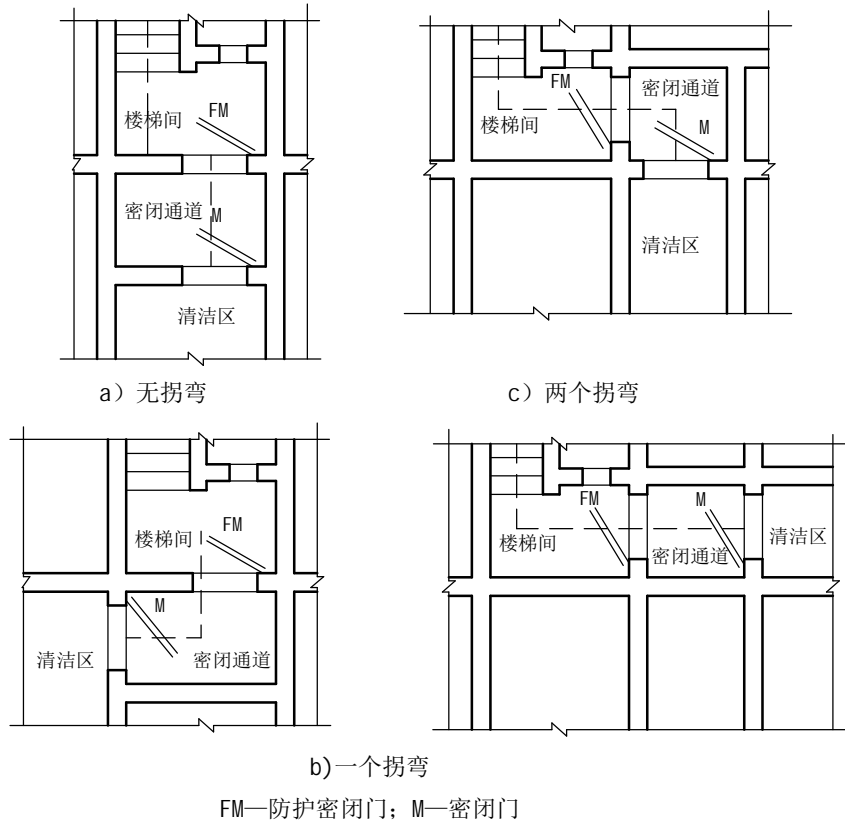 FM
楼梯间
密闭通道
M
清洁区
a）无拐弯
FM
密闭通道
楼梯间
M
清洁区
c）两个拐弯
FM
楼梯间
M
清洁区
密闭通道
FM
M
楼梯间
密闭通道
清洁区
b)一个拐弯
FM—防护密闭门；M—密闭门